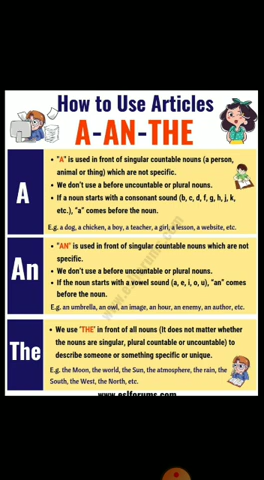 How to Use Articles
A-AN-THE
A
• "A" is used in front of singular countable nouns (a person,
animal or thing) which are not specific.
• We don't use a before uncountable or plural nouns.
• If a noun starts with a consonant sound (b, c, d, f, g, h, j, k,
etc.), "a" comes before the noun.
E.g. a dog, a chicken, a boy, a teacher, a girl, a lesson, a website, etc.
An
• "AN" is used in front of singular countable nouns which are not
specific.
• We don't use a before uncountable or plural nouns.
• If the noun starts with a vowel sound (a, e, i, o, u), "an" comes
before the noun.
E.g. an umbrella, an owl, an image, an hour, an enemy, an author, etc.
The
• We use "THE" in front of all nouns (It does not matter whether
the nouns are singular, plural countable or uncountable) to
describe someone or something specific or unique.
E.g. the Moon, the world, the Sun, the atmosphere, the rain, the
South, the West, the North, etc.
www.eslforums.com